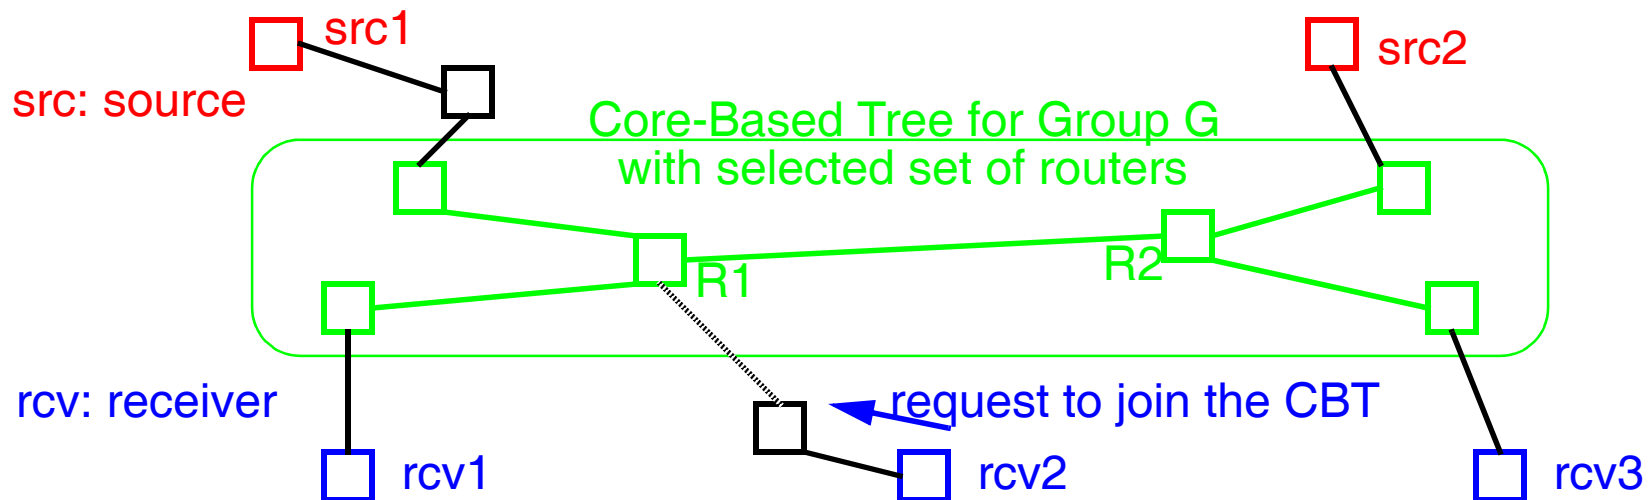 src1
src2
src: source
Core-Based Tree for Group G
with selected set of routers
R1
R2
rcv: receiver
request to join the CBT
rcv1
rcv2
rcv3